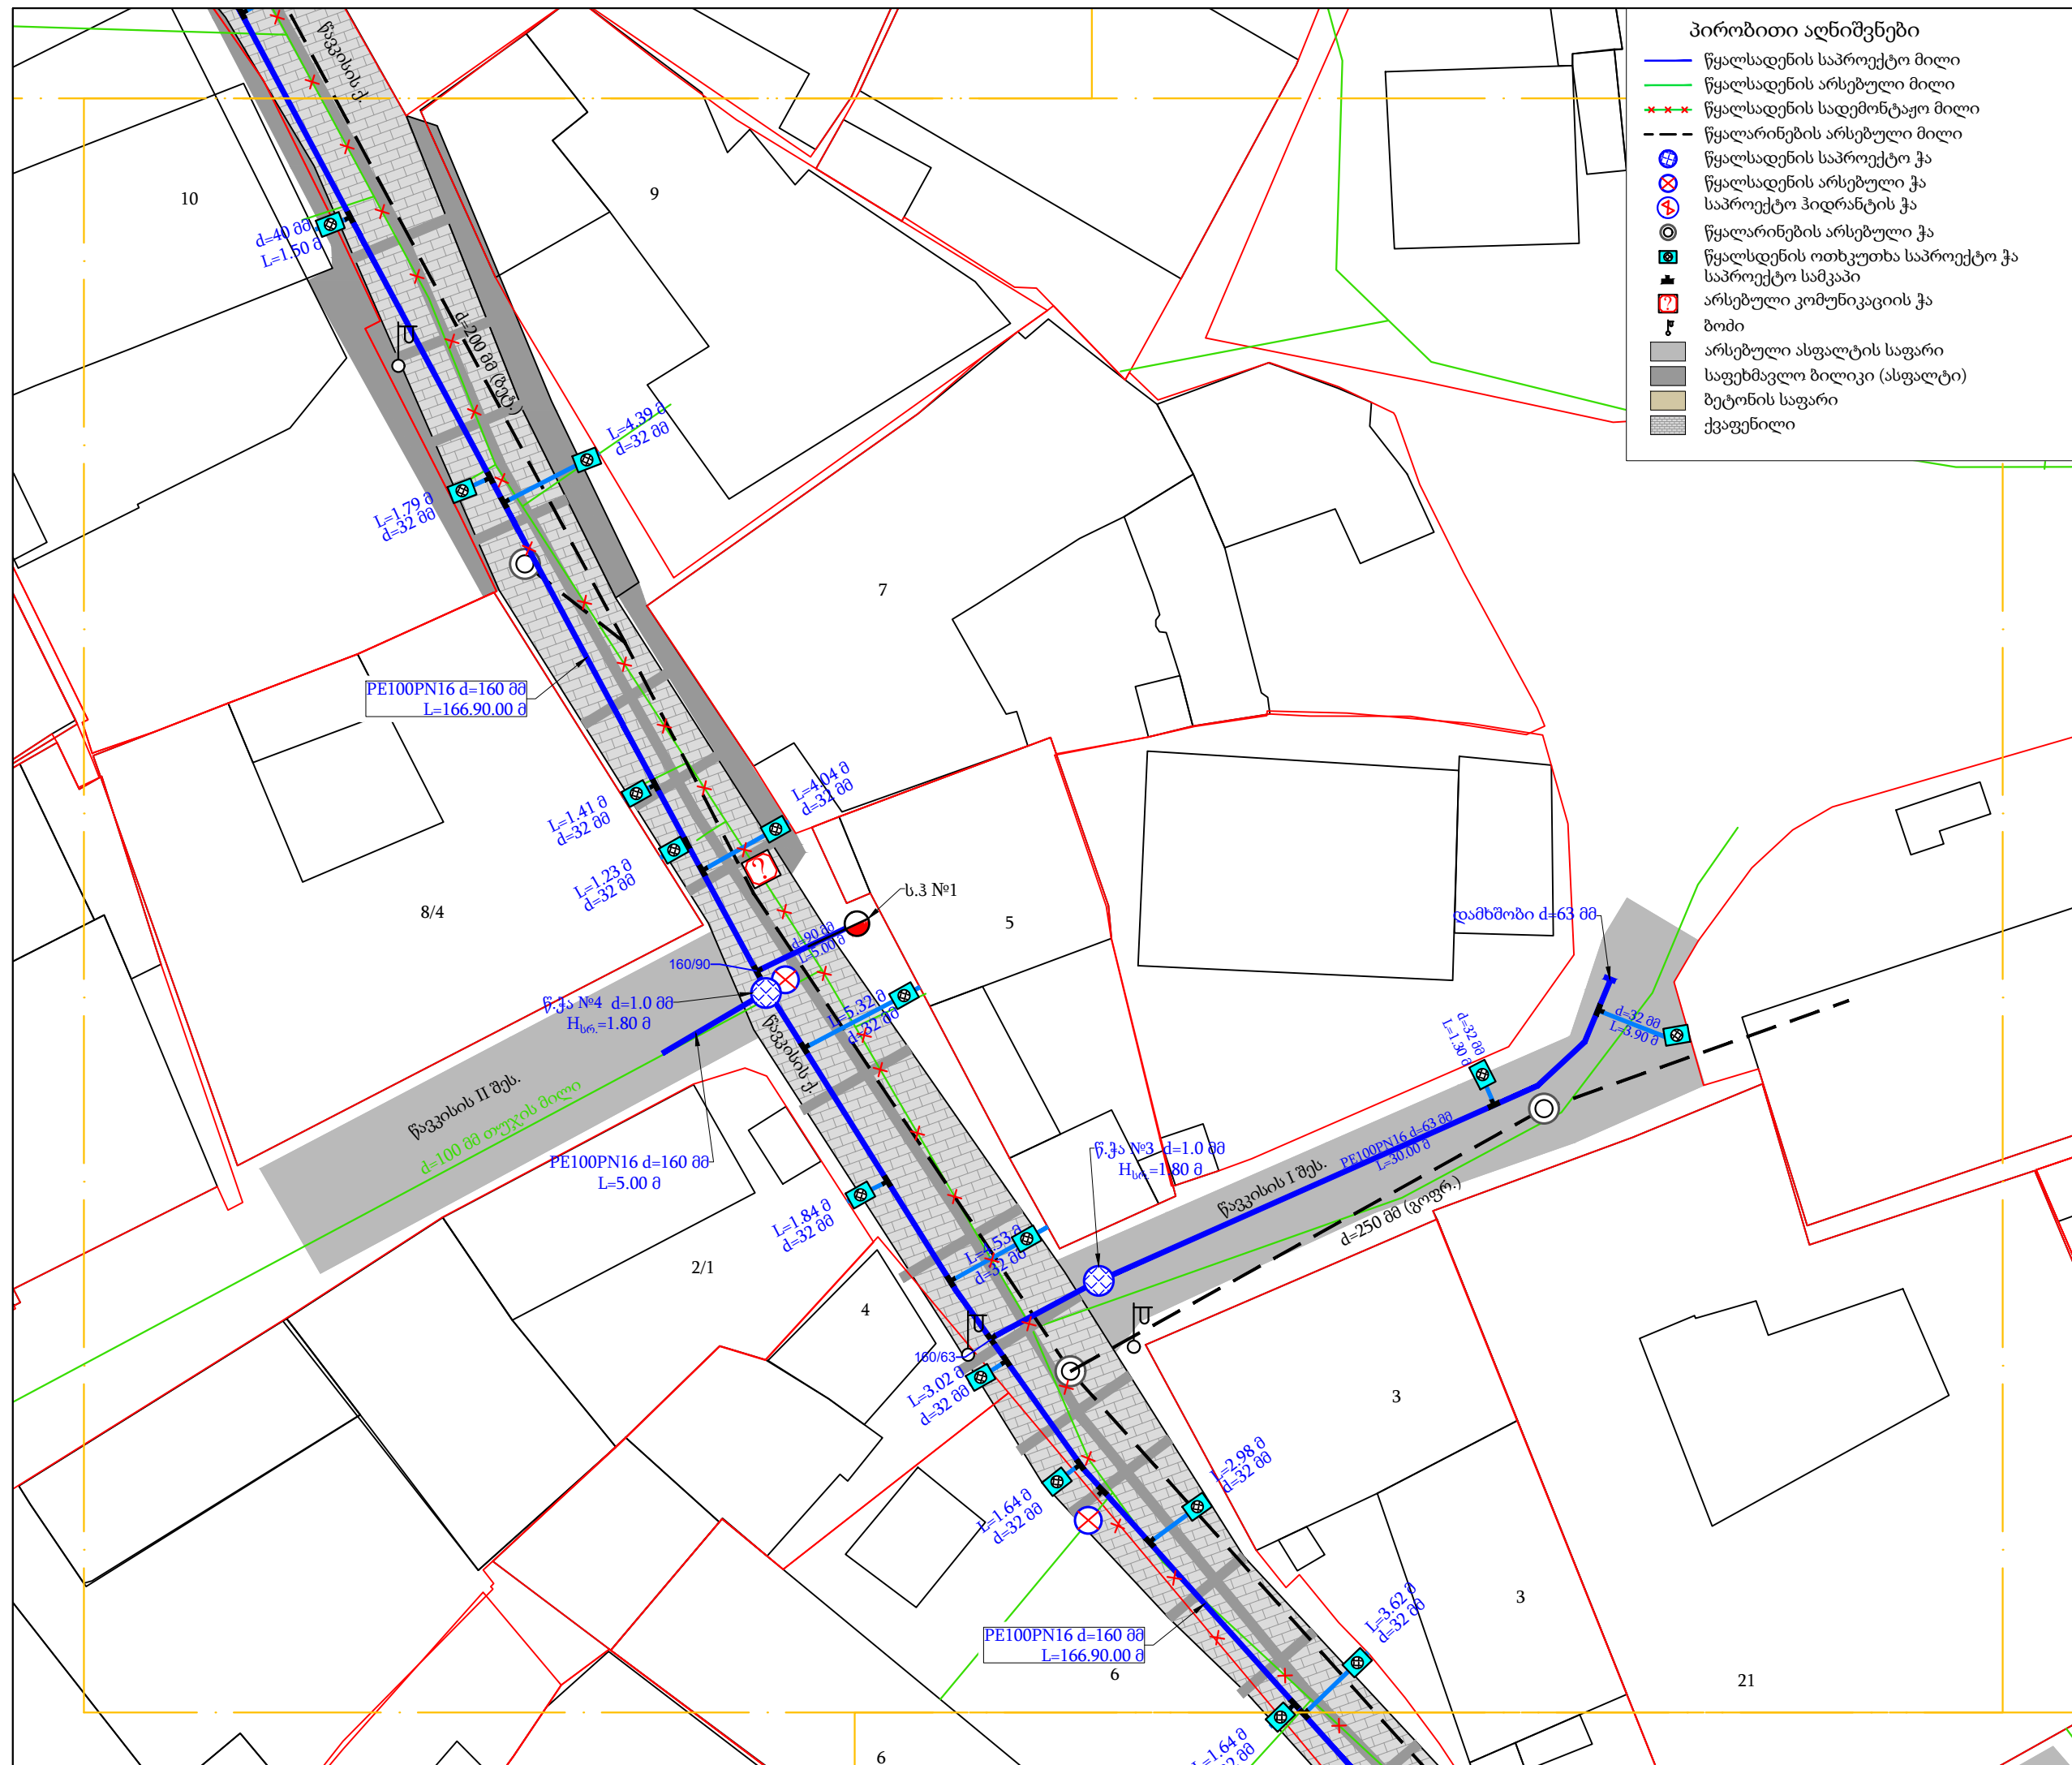 პირობითი აღნიშვნები
წყალსადენის საპროექტო მილი
წყალსადენის არსებული მილი
წყალსადენის სადემონტაჟო მილი
წყალარინების არსებული მილი
წყალსადენის საპროექტო ჭა
წყალსადენის არსებული ჭა
საპროექტო ჰიდრანტის ჭა
წყალარინების არსებული ჭა
წყალსდენის ოთხკუთხა საპროექტო ჭა
საპროექტო სამკაპი
არსებული კომუნიკაციის ჭა
ბოძი
არსებული ასფალტის საფარი
საფეხმავლო ბილიკი (ასფალტი)
ბეტონის საფარი
ქვაფენილი
წავკისის ქ.
10
9
d=40 მმ
L=1.50 მ
d=200 მმ (ბეტ.)
L=4.39 მ
d=32 მმ
L=1.79 მ
d=32 მმ
7
PE100PN16 d=160 მმ
L=166.90.00 მ
L=4.04 მ
d=32 მმ
L=1.41 მ
d=32 მმ
L=1.23 მ
d=32 მმ
?
8/4
ს.ჰ №1
5
დამხშობი d=63 მმ
d=90 მმ
L=5.00 მ
160/90
წ.ჭა №4 d=1.0 მმ
Hსრ.=1.80 მ
L=5.32 მ
d=32 მმ
წავკისის ქ.
d=32 მმ
L=3.90 მ
d=32 მმ
L=1.30 მ
წავკისის II შეს.
d=100 მმ თუჯის მილი
PE100PN16 d=160 მმ
L=5.00 მ
წ.ჭა №3 d=1.0 მმ
Hსრ.=1.80 მ
PE100PN16 d=63 მმ
L=30.00 მ
წავკისის I შეს.
d=250 მმ (გოფრ.)
L=1.84 მ
d=32 მმ
L=4.53 მ
d=32 მმ
2/1
4
160/63
L=3.02 მ
d=32 მმ
3
L=2.98 მ
d=32 მმ
L=1.64 მ
d=32 მმ
3
L=3.62 მ
d=32 მმ
PE100PN16 d=160 მმ
L=166.90.00 მ
6
21
L=1.64 მ
6